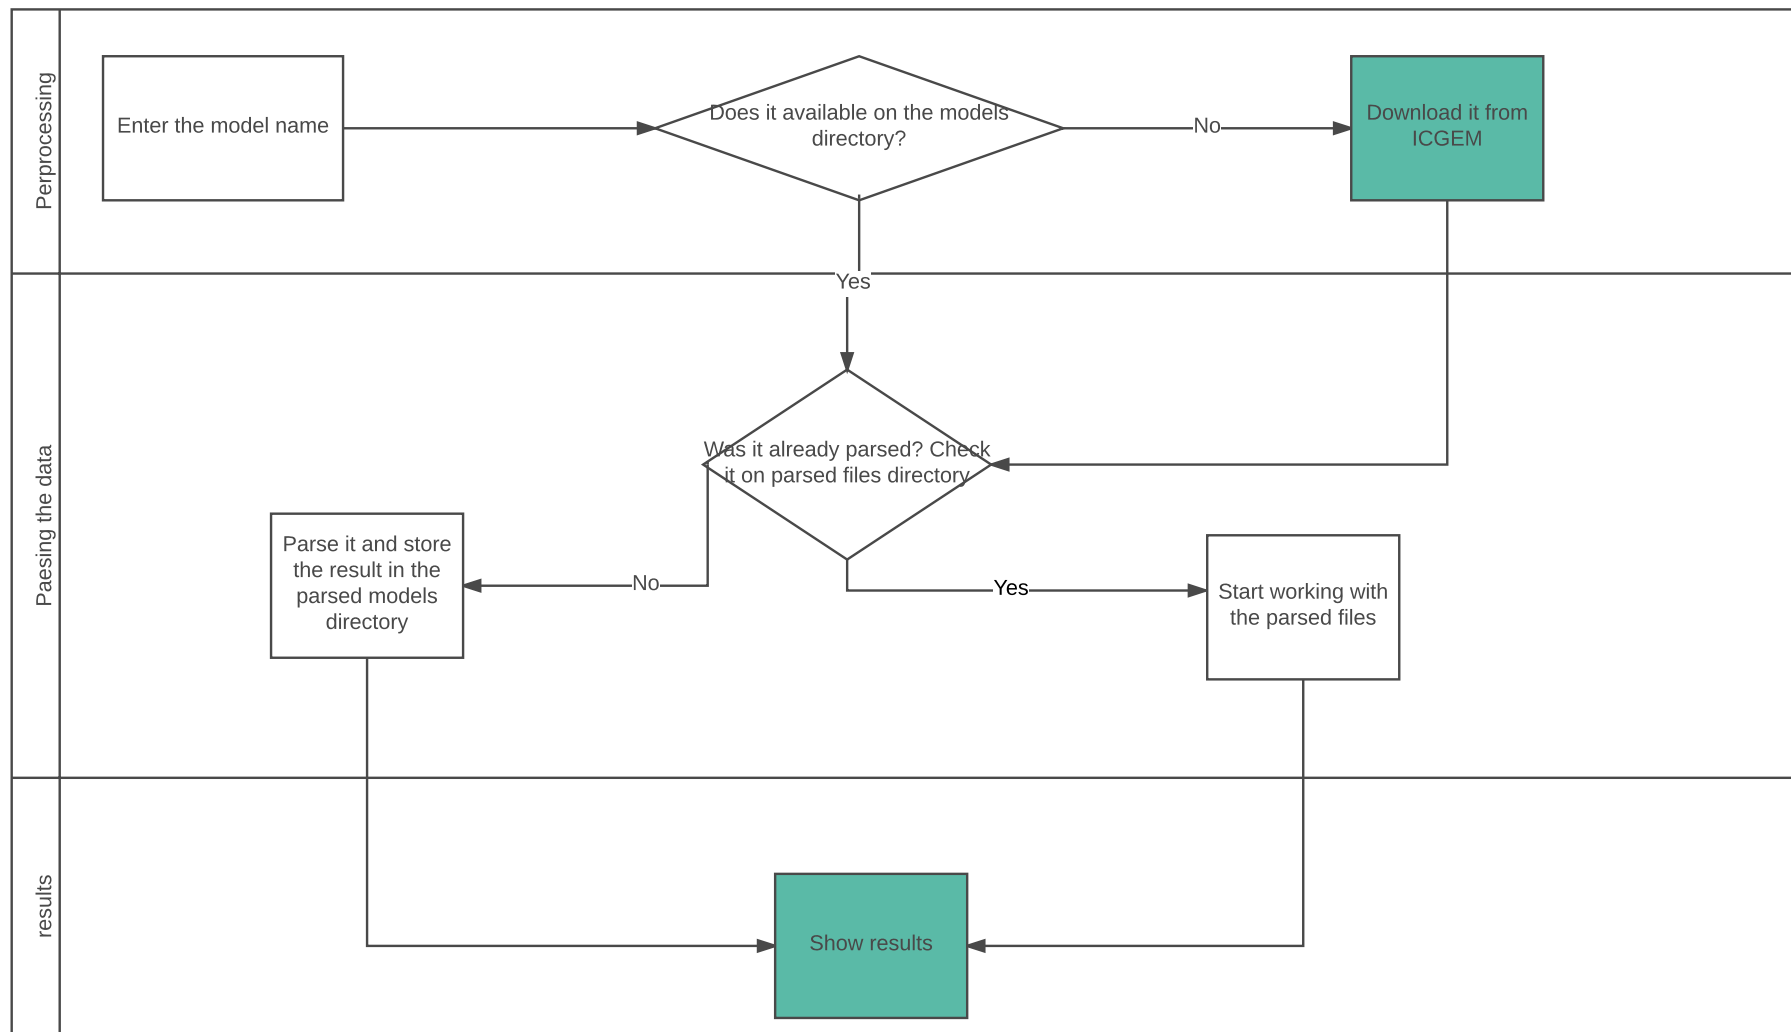 Perprocessing
Enter the model name
Does it available on the models
directory?
No
Download it from
ICGEM
Yes
Paesing the data
Was it already parsed? Check
it on parsed files directory
No
Yes
Parse it and store
the result in the
parsed models
directory
Start working with
the parsed files
results
Show results